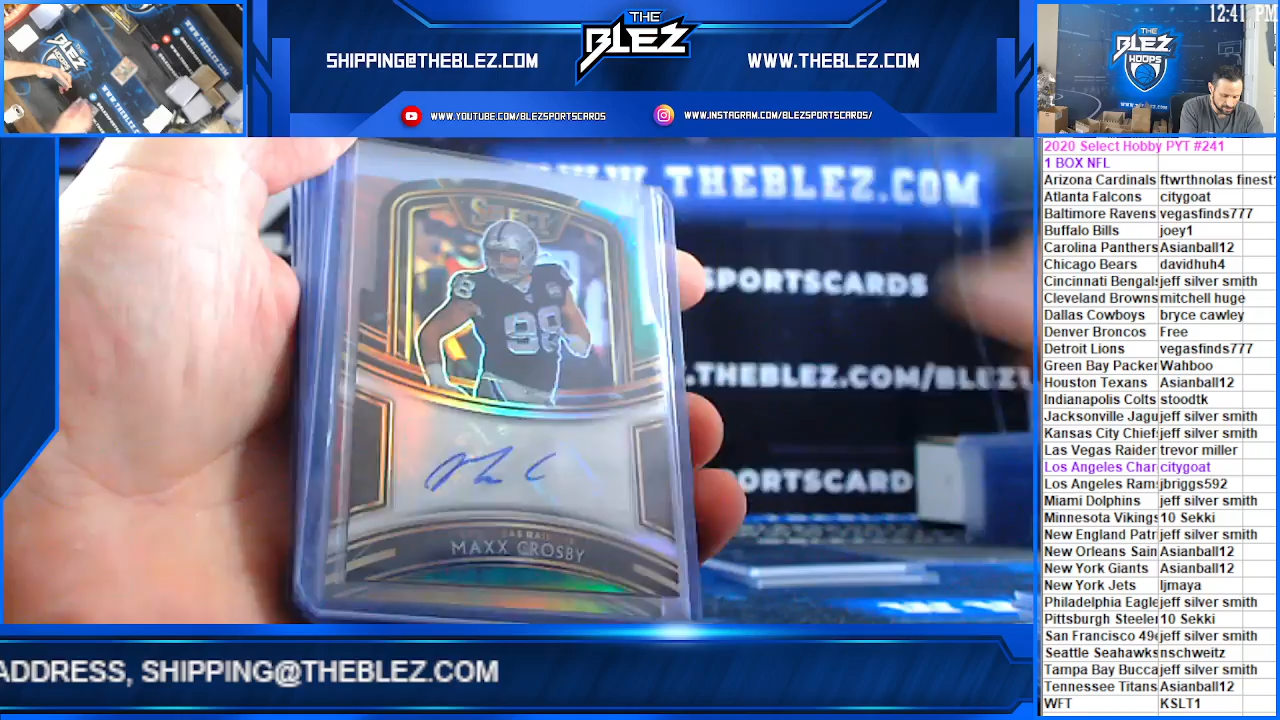 THE
BLEZ
SHIPPING@THEBLEZ.COM
WWW.THEBLEZ.COM
WWW.YOUTUBE.COM/BLEZSPORTSCARDS
WWW.INSTAGRAM.COM/BLEZSPORTSCARDS/
12:41 PM
THE
BLEZ
HOOPS
THE
BLEZ
WWW.THEBLEZ.COM
SPORTSCARDS
.THEBLEZ.COM/BLEZ
SPORTSCARD
SELECT
98
MAXX CROSBY
2020 Select Hobby PYT #241
1 BOX NFL
Arizona Cardinals ftwrthnolas finest
Atlanta Falcons citygoat
Baltimore Ravens vegasfinds777
Buffalo Bills joey1
Carolina Panthers Asianball12
Chicago Bears davidhuh4
Cincinnati Bengals jeff silver smith
Cleveland Browns mitchell huge
Dallas Cowboys bryce cawley
Denver Broncos Free
Detroit Lions vegasfinds777
Green Bay Packer Wahboo
Houston Texans Asianball12
Indianapolis Colts stoodtk
Jacksonville Jagu jeff silver smith
Kansas City Chief jeff silver smith
Las Vegas Raider trevor miller
Los Angeles Char citygoat
Los Angeles Ram jbriggs592
Miami Dolphins jeff silver smith
Minnesota Vikings 10 Sekki
New England Patr jeff silver smith
New Orleans Sain Asianball12
New York Giants Asianball12
New York Jets ljmaya
Philadelphia Eagle jeff silver smith
Pittsburgh Steeler 10 Sekki
San Francisco 49e jeff silver smith
Seattle Seahawks nschweitz
Tampa Bay Bucca jeff silver smith
Tennessee Titans Asianball12
WFT KSLT1
ADDRESS, SHIPPING@THEBLEZ.COM